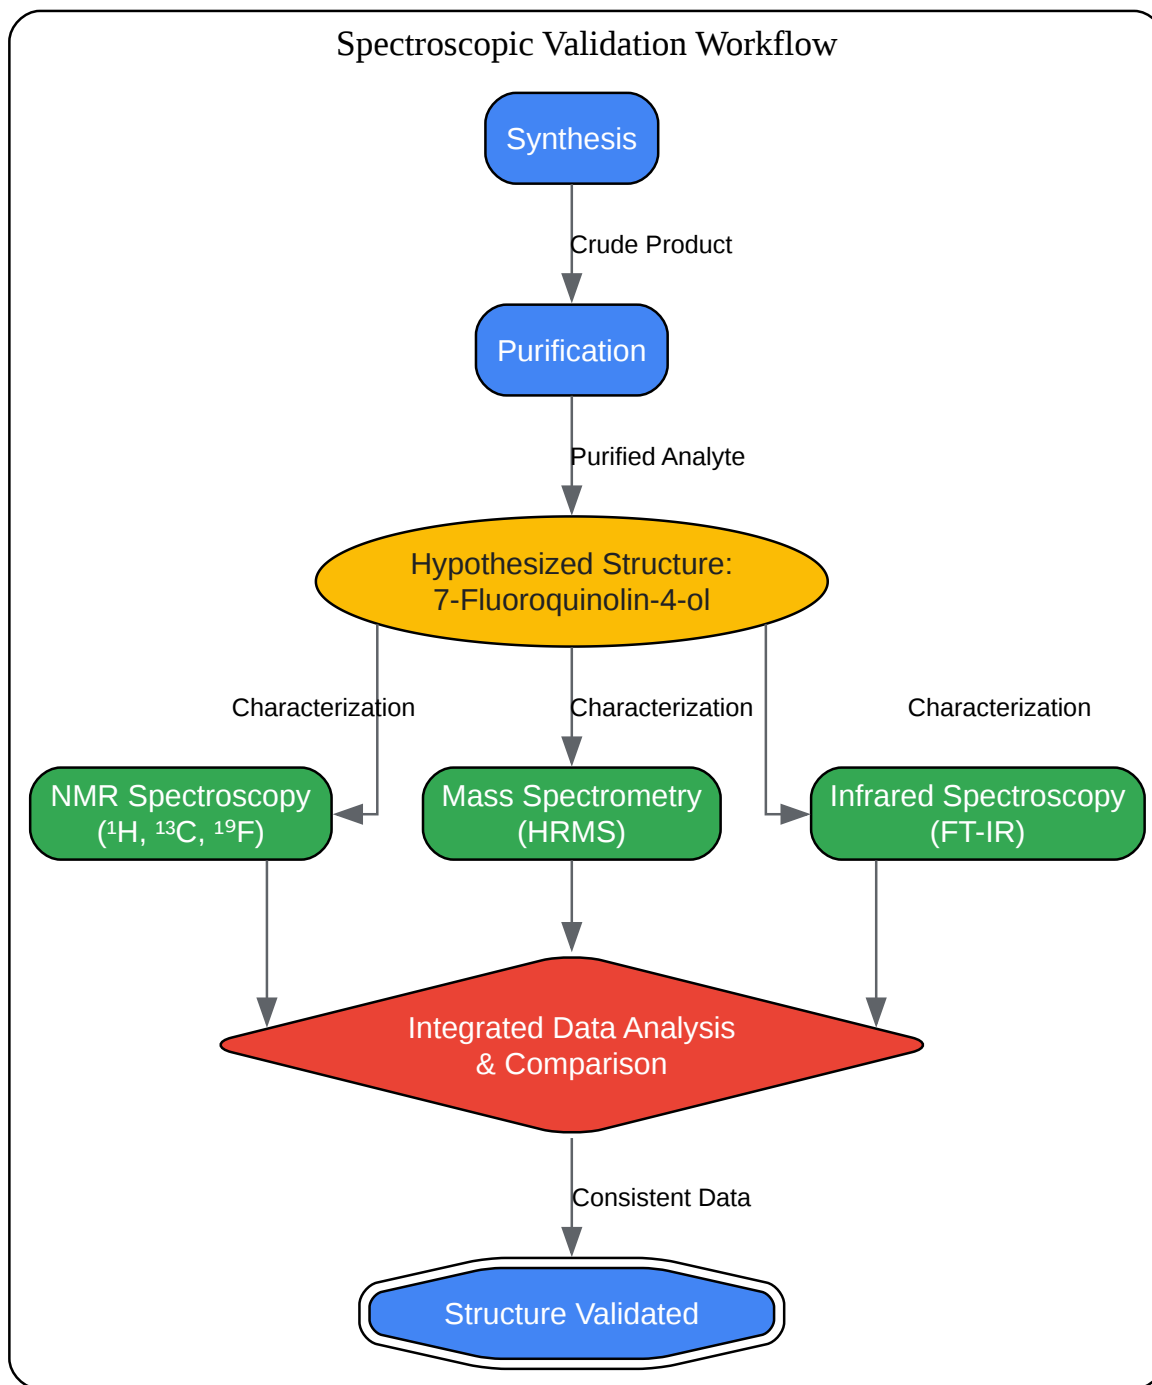 Spectroscopic Validation Workflow
Synthesis
Crude Product
Purification
Purified Analyte
Hypothesized Structure:
7-Fluoroquinolin-4-ol
Characterization
Characterization
Characterization
NMR Spectroscopy
(¹H, ¹³C, ¹⁹F)
Mass Spectrometry
(HRMS)
Infrared Spectroscopy
(FT-IR)
Integrated Data Analysis
& Comparison
Consistent Data
Structure Validated